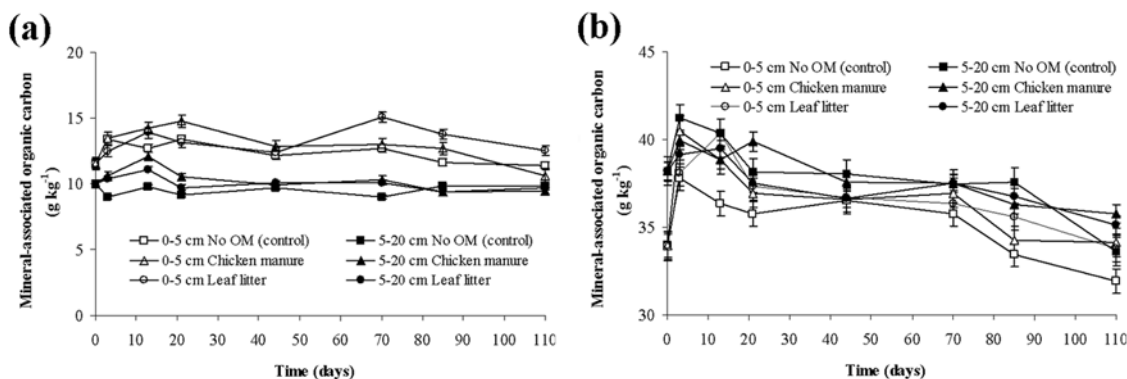 (a)
Mineral-associated organic carbon
(g kg⁻¹)
20
15
10
5
0
0-5 cm No OM (control)
5-20 cm No OM (control)
0-5 cm Chicken manure
5-20 cm Chicken manure
0-5 cm Leaf litter
5-20 cm Leaf litter
0 10 20 30 40 50 60 70 80 90 100 110
Time (days)
(b)
Mineral-associated organic carbon
(g kg⁻¹)
45
40
35
30
0-5 cm No OM (control)
5-20 cm No OM (control)
0-5 cm Chicken manure
5-20 cm Chicken manure
0-5 cm Leaf litter
5-20 cm Leaf litter
0 10 20 30 40 50 60 70 80 90 100 110
Time (days)